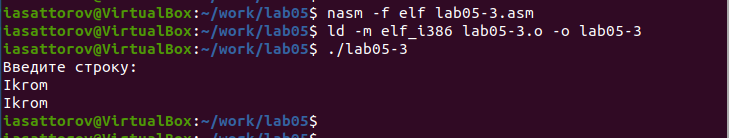 iasattorov@VirtualBox:~/work/lab05$ nasm -f elf lab05-3.asm
iasattorov@VirtualBox:~/work/lab05$ ld -m elf_i386 lab05-3.o -o lab05-3
iasattorov@VirtualBox:~/work/lab05$ ./lab05-3
Введите строку:
Ikrom
Ikrom
iasattorov@VirtualBox:~/work/lab05$